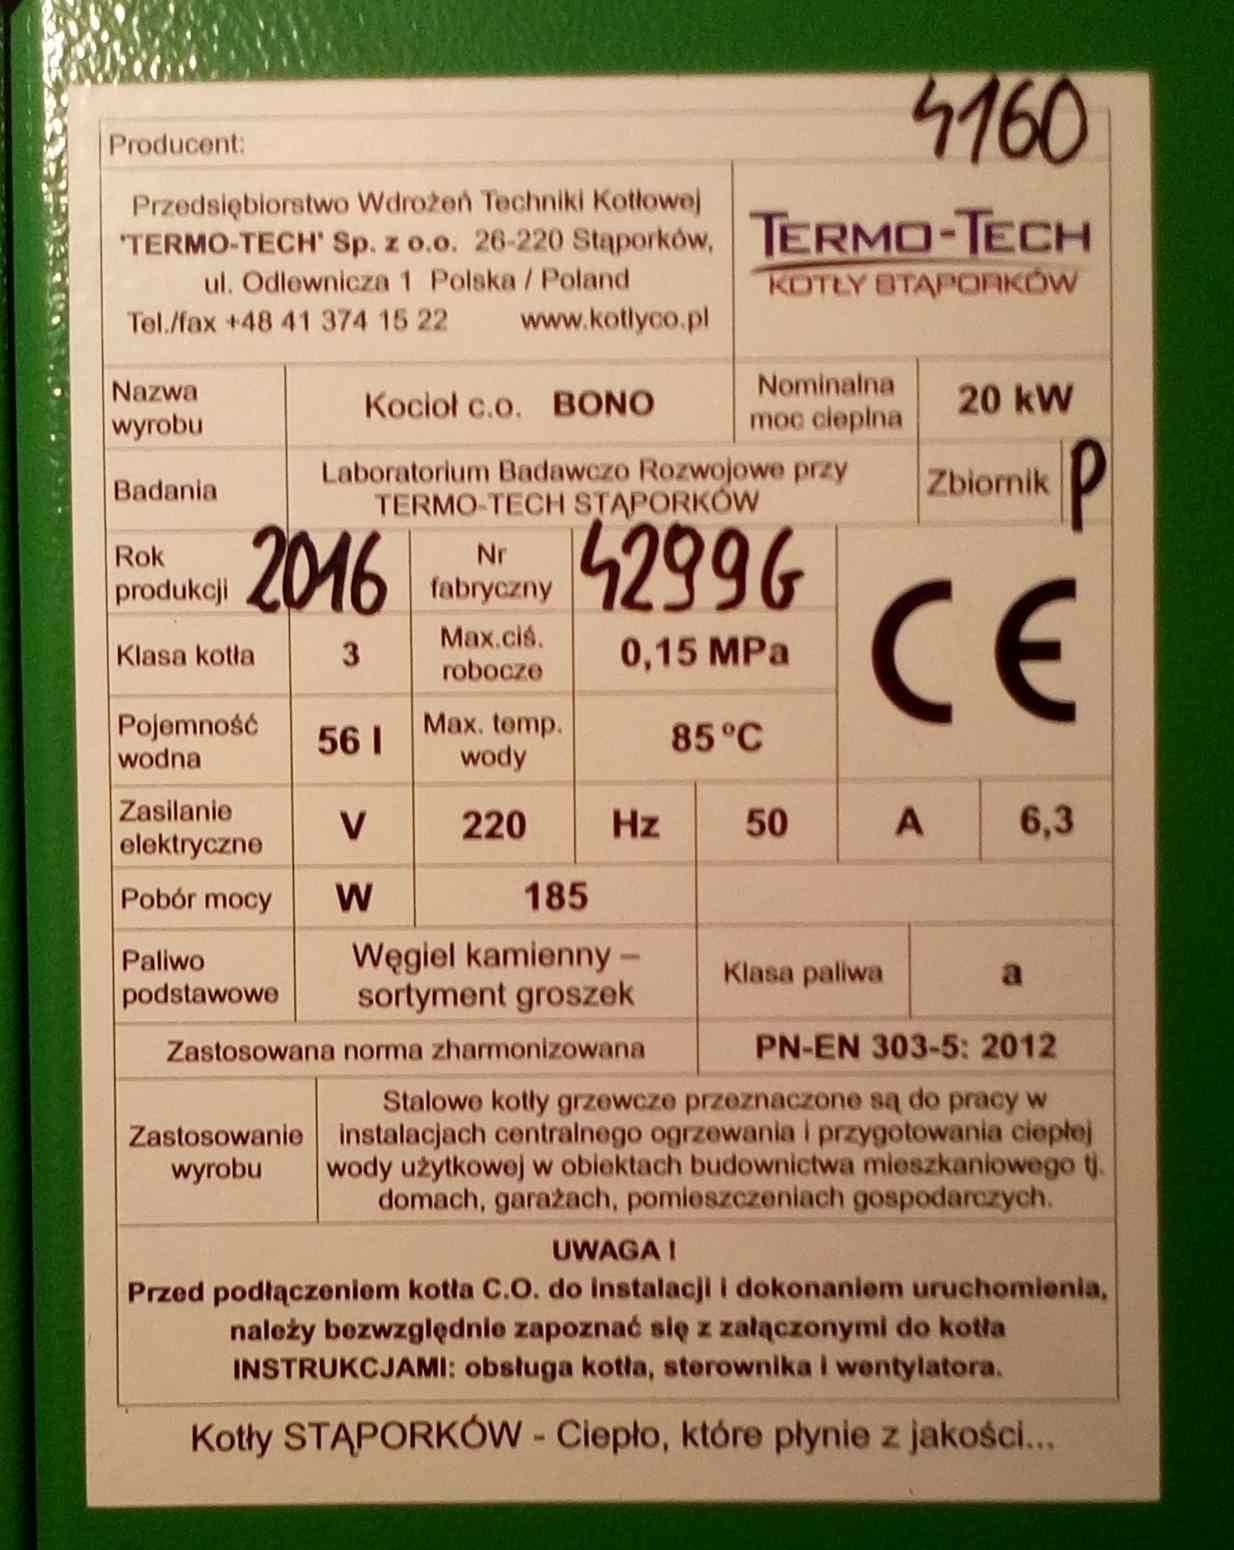 4160
Producent:
Przedsiębiorstwo Wdrożeń Techniki Kotłowej
"TERMO-TECH" Sp. z o.o. 26-220 Stąporków,
ul. Odlewnicza 1 Polska / Poland
Tel./fax +48 41 374 15 22 www.kotlyco.pl
TERMO-TECH
KOTŁY STĄPORKÓW
Nazwa wyrobu
Kocioł c.o. BONO
Nominalna moc cieplna
20 kW
Badania
Laboratorium Badawczo Rozwojowe przy
TERMO-TECH STĄPORKÓW
Zbiornik P
Rok produkcji 2016
Nr fabryczny
4299G
CE
Klasa kotła 3
Max.ciś. robocze
0,15 MPa
Pojemność wodna
56 l
Max. temp. wody
85 °C
Zasilanie elektryczne
V 220 Hz 50 A 6,3
Pobór mocy W 185
Paliwo podstawowe
Węgiel kamienny –
sortyment groszek
Klasa paliwa a
Zastosowana norma zharmonizowana PN-EN 303-5: 2012
Zastosowanie wyrobu
Stalowe kotły grzewcze przeznaczone są do pracy w
instalacjach centralnego ogrzewania i przygotowania ciepłej
wody użytkowej w obiektach budownictwa mieszkaniowego tj.
domach, garażach, pomieszczeniach gospodarczych.
UWAGA !
Przed podłączeniem kotła C.O. do instalacji i dokonaniem uruchomienia,
należy bezwzględnie zapoznać się z załączonymi do kotła
INSTRUKCJAMI: obsługa kotła, sterownika i wentylatora.
Kotły STĄPORKÓW - Ciepło, które płynie z jakości...